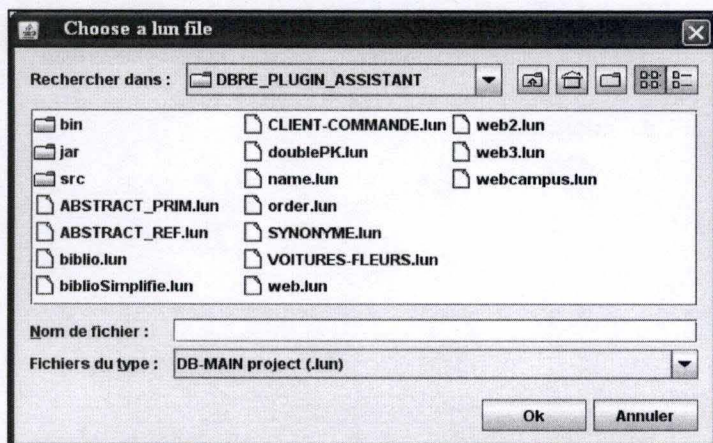 Choose a lun file
Rechercher dans : DBRE_PLUGIN_ASSISTANT
bin
jar
src
ABSTRACT_PRIM.lun
ABSTRACT_REF.lun
biblio.lun
biblioSimplifie.lun
CLIENT-COMMANDE.lun
doublePK.lun
name.lun
order.lun
SYNONYME.lun
VOITURES-FLEURS.lun
web.lun
web2.lun
web3.lun
webcampus.lun
Nom de fichier :
Fichiers du type : DB-MAIN project (.lun)
Ok Annuler